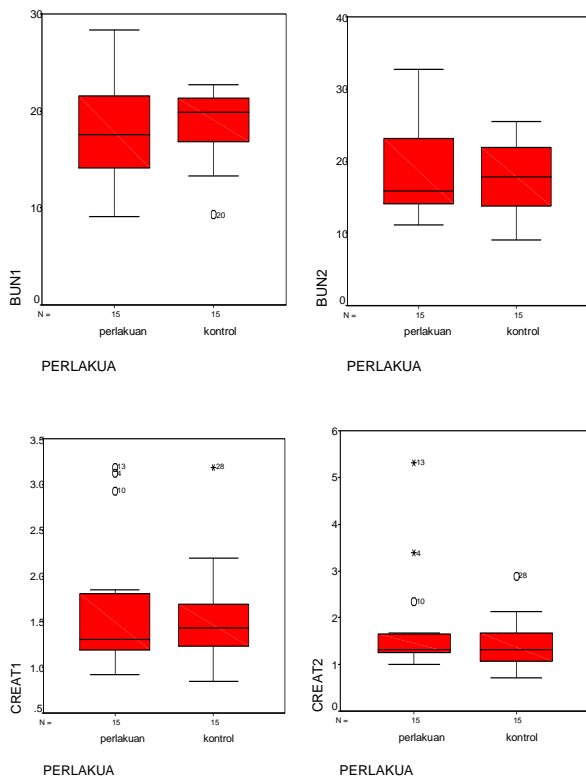 30
20
10
0
BUN1
20
N =
15
15
perlakuan
kontrol
PERLAKUA
40
30
20
10
0
BUN2
N =
15
15
perlakuan
kontrol
PERLAKUA
3.5
3.0
2.5
2.0
1.5
1.0
.5
CREAT1
13
4
10
28
N =
15
15
perlakuan
kontrol
PERLAKUA
6
5
4
3
2
1
0
CREAT2
13
4
10
28
N =
15
15
perlakuan
kontrol
PERLAKUA